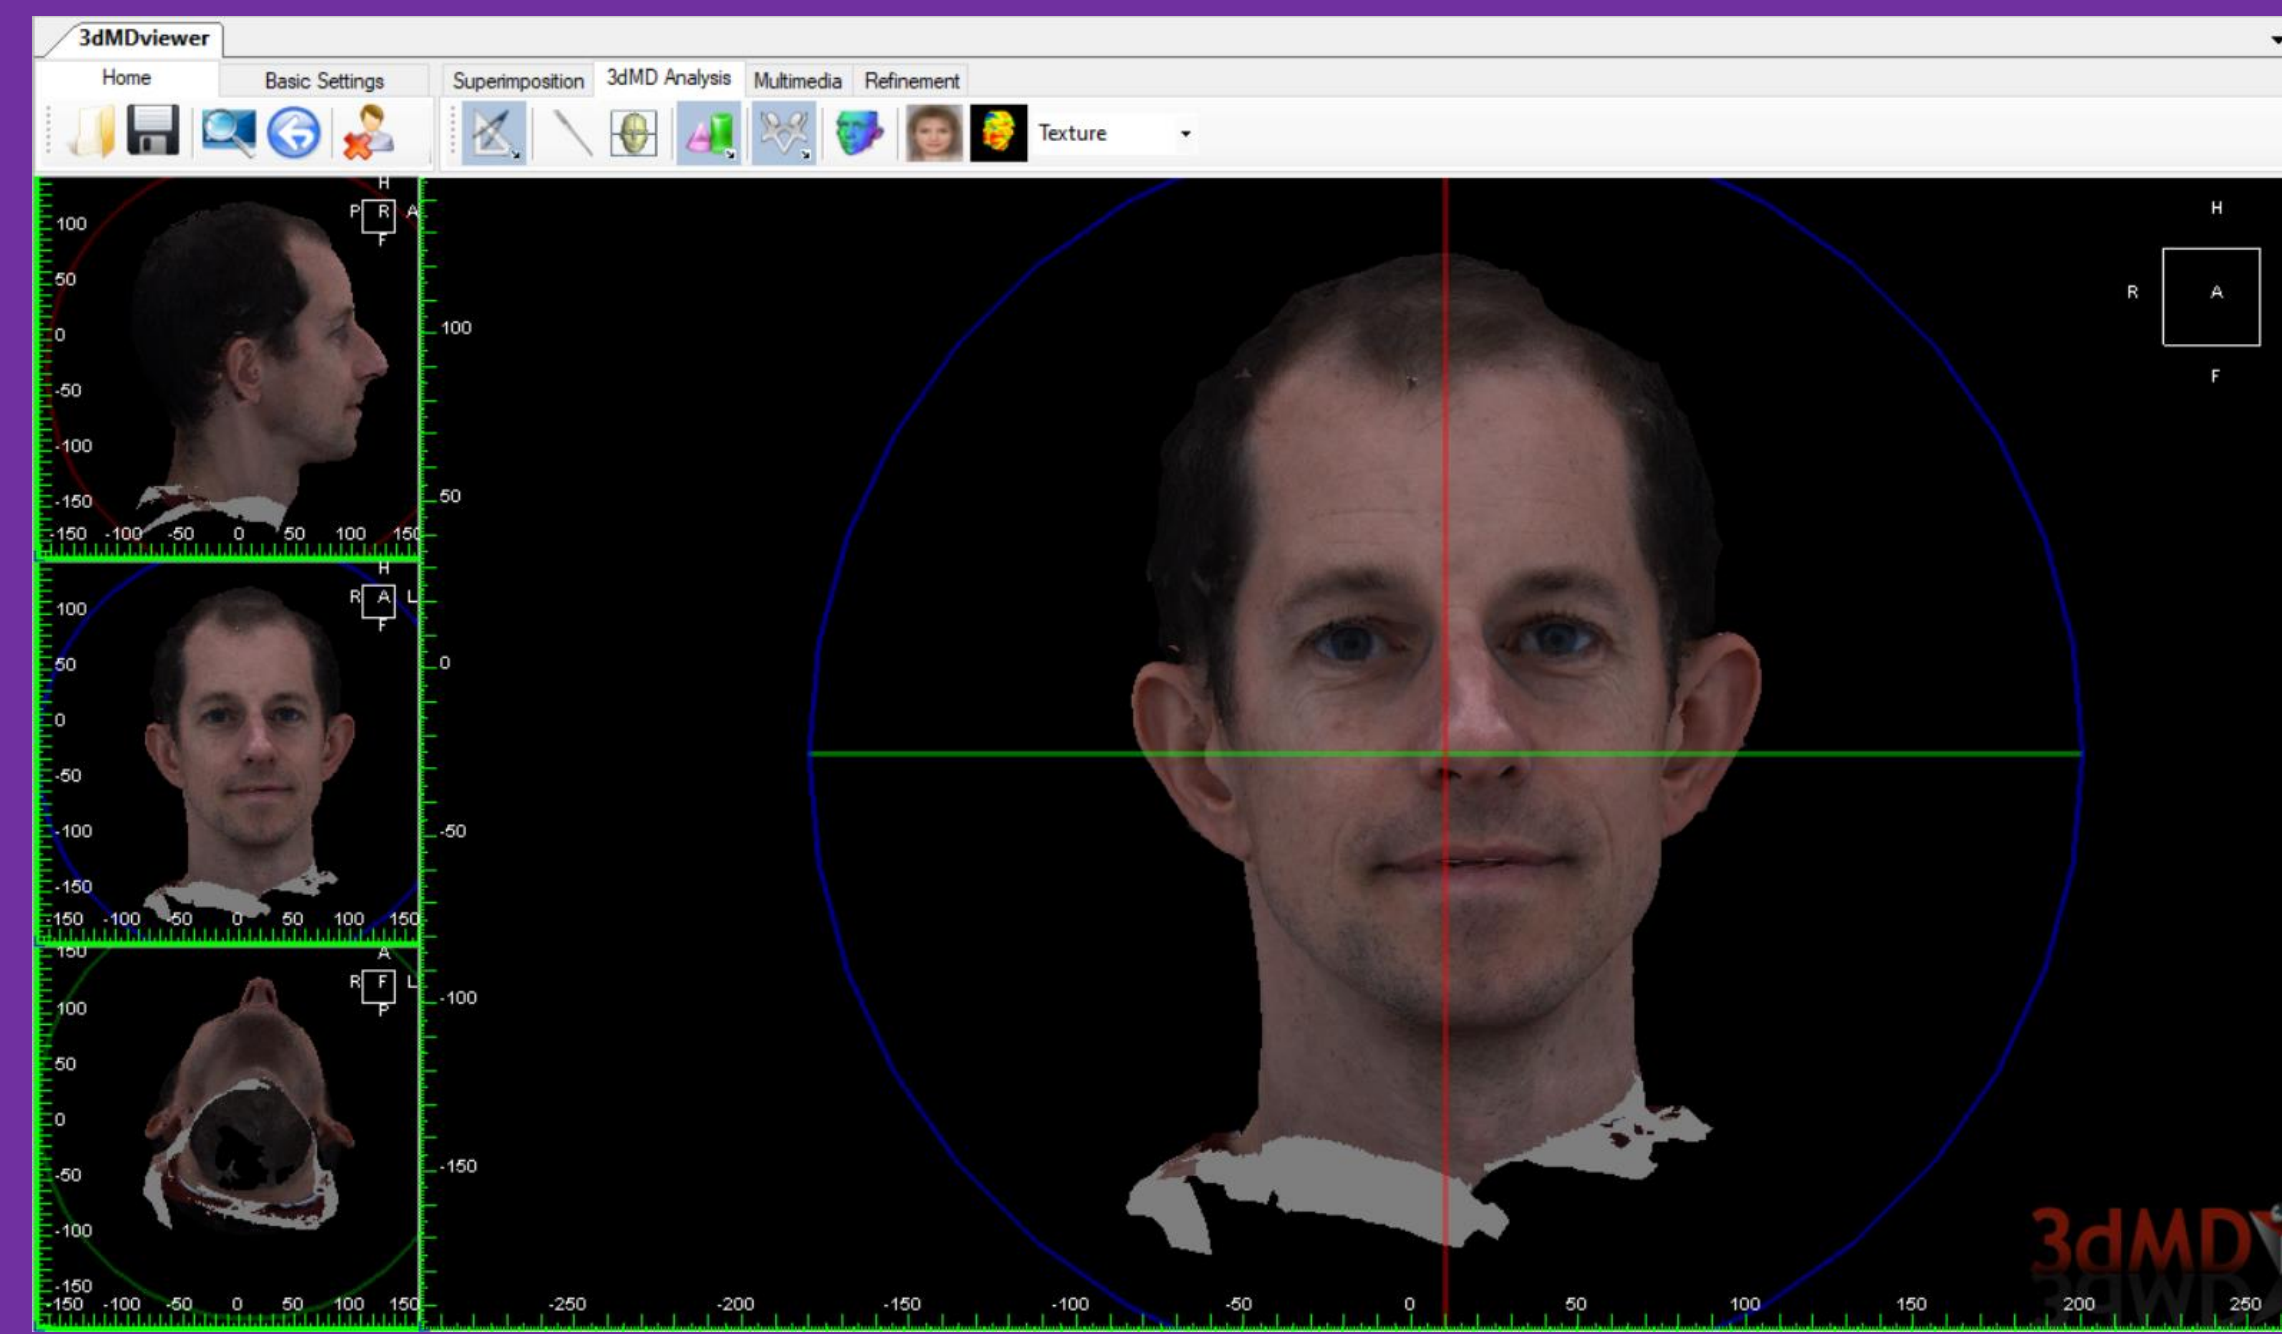 3dMDviewer
Home Basic Settings Superimposition 3dMD Analysis Multimedia Refinement
Texture
H
P R A
F
100
50
0
-50
-100
-150
-150 -100 -50 0 50 100 150
H
R A L
F
100
50
0
-50
-100
-150
-150 -100 -50 0 50 100 150
150
A
R F L
P
100
50
0
-50
-100
-150
-150 -100 -50 0 50 100 150
H
R A
F
100
50
0
-50
-100
-150
-250 -200 -150 -100 -50 0 50 100 150 200 250
3dMD